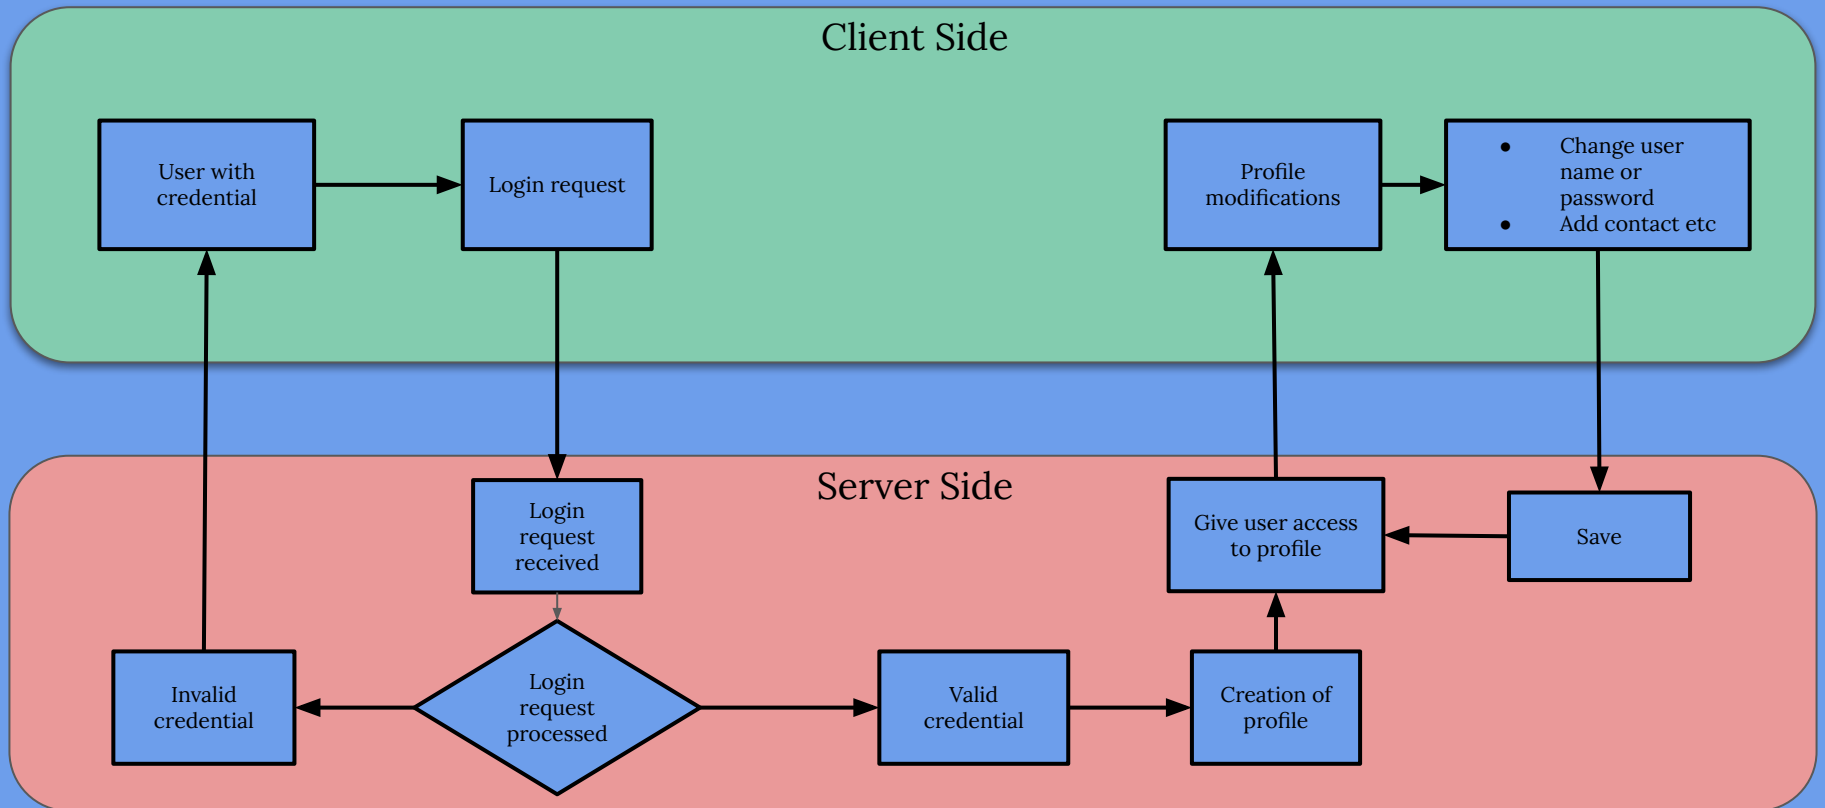 Client Side
User with
credential
Login request
Profile
modifications
● Change user
name or
password
● Add contact etc
Server Side
Login
request
received
Give user access
to profile
Save
Invalid
credential
Login
request
processed
Valid
credential
Creation of
profile